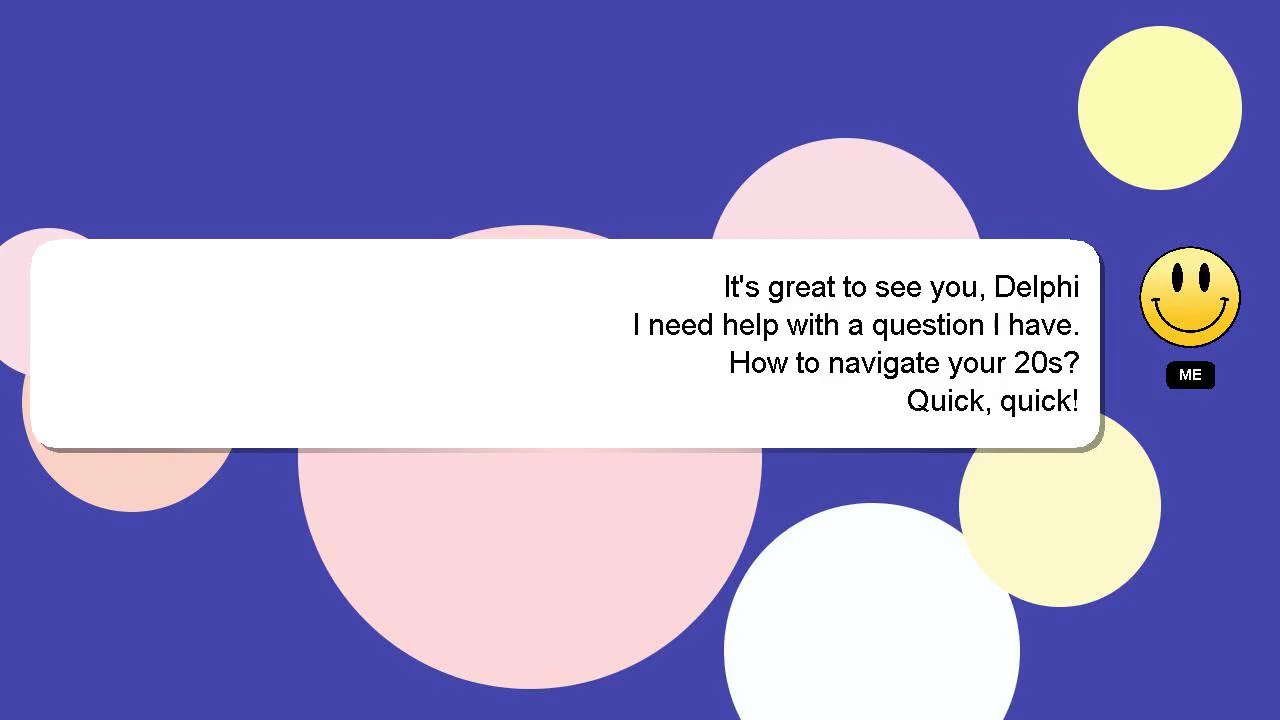 It's great to see you, Delphi
I need help with a question I have.
How to navigate your 20s?
Quick, quick!
ME